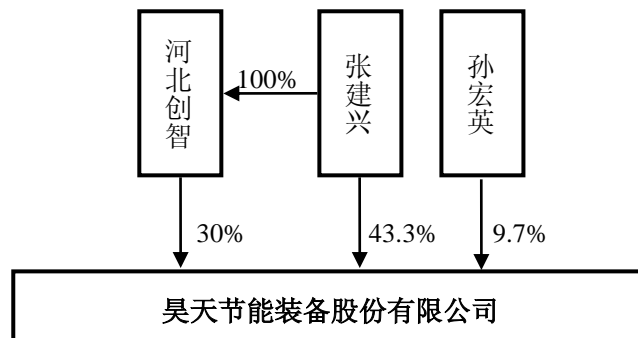 河北创智
100%
张建兴
孙宏英
30%
43.3%
9.7%
昊天节能装备股份有限公司